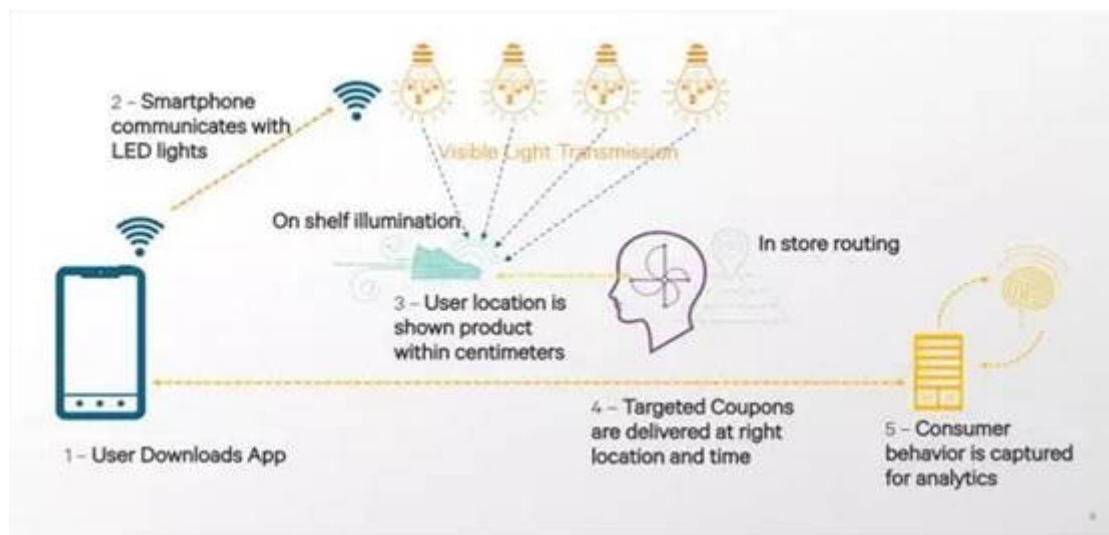 2 – Smartphone
communicates with
LED lights
Visible Light Transmission
On shelf illumination
In store routing
3 – User location is
shown product
within centimeters
1 – User Downloads App
4 – Targeted Coupons
are delivered at right
location and time
5 – Consumer
behavior is captured
for analytics